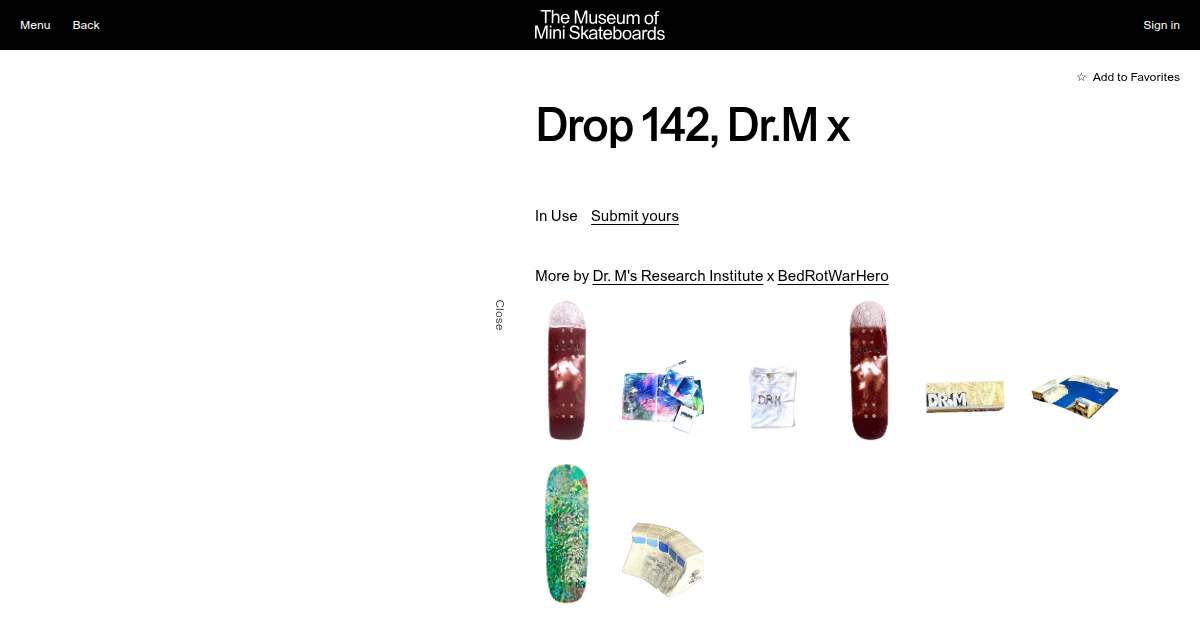 Menu Back
The Museum of
Mini Skateboards
Sign in
☆ Add to Favorites
Drop 142, Dr.M x
In Use Submit yours
More by Dr. M's Research Institute x BedRotWarHero
Close
DR.M
DR.M